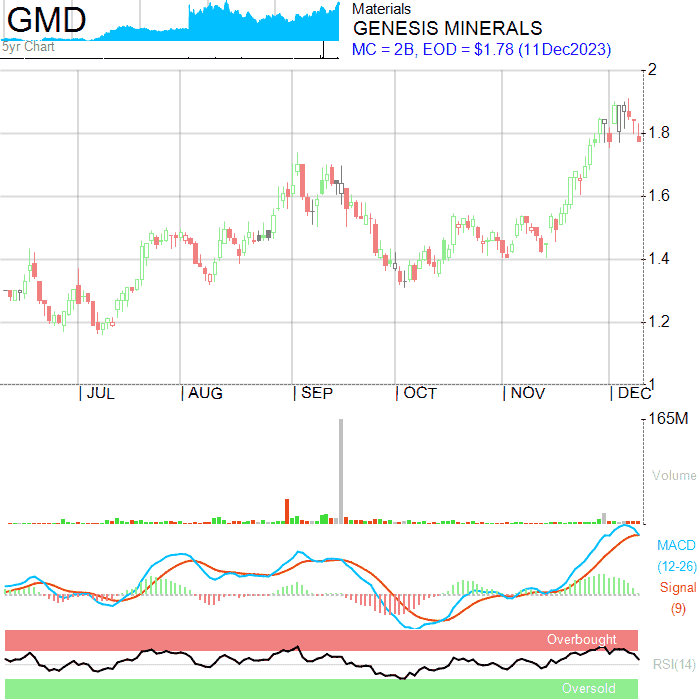 GMD
5yr Chart
Materials
GENESIS MINERALS
MC = 2B, EOD = $1.78 (11Dec2023)
2
1.8
1.6
1.4
1.2
1
JUL AUG SEP OCT NOV DEC
165M
Volume
MACD
(12-26)
Signal
(9)
Overbought
RSI(14)
Oversold